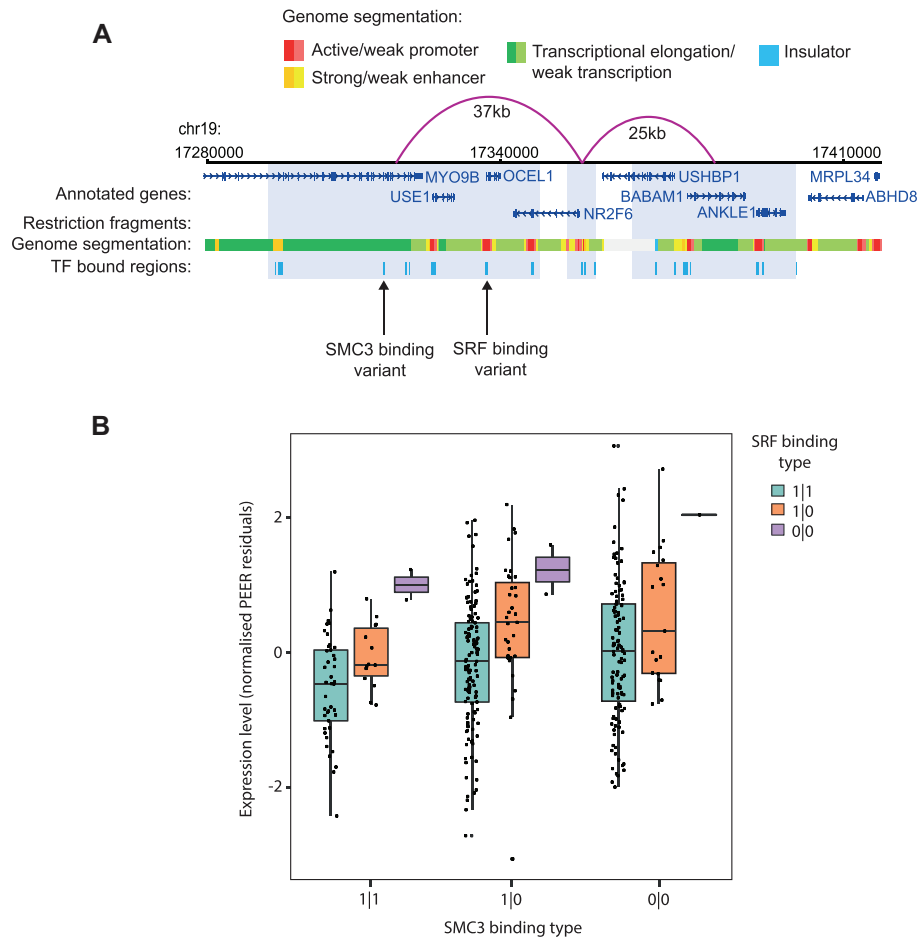 A
Genome segmentation:
Active/weak promoter
Strong/weak enhancer
Transcriptional elongation/
weak transcription
Insulator
37kb
25kb
chr19:
17280000
17340000
17410000
MYO9B
OCEL1
USHBP1
MRPL34
Annotated genes:
USE1
BABAM1
ABHD8
Restriction fragments:
NR2F6
ANKLE1
Genome segmentation:
TF bound regions:
SMC3 binding
variant
SRF binding
variant
B
SRF binding
type
1|1
1|0
0|0
Expression level (normalised PEER residuals)
2
0
-2
1|1
1|0
0|0
SMC3 binding type